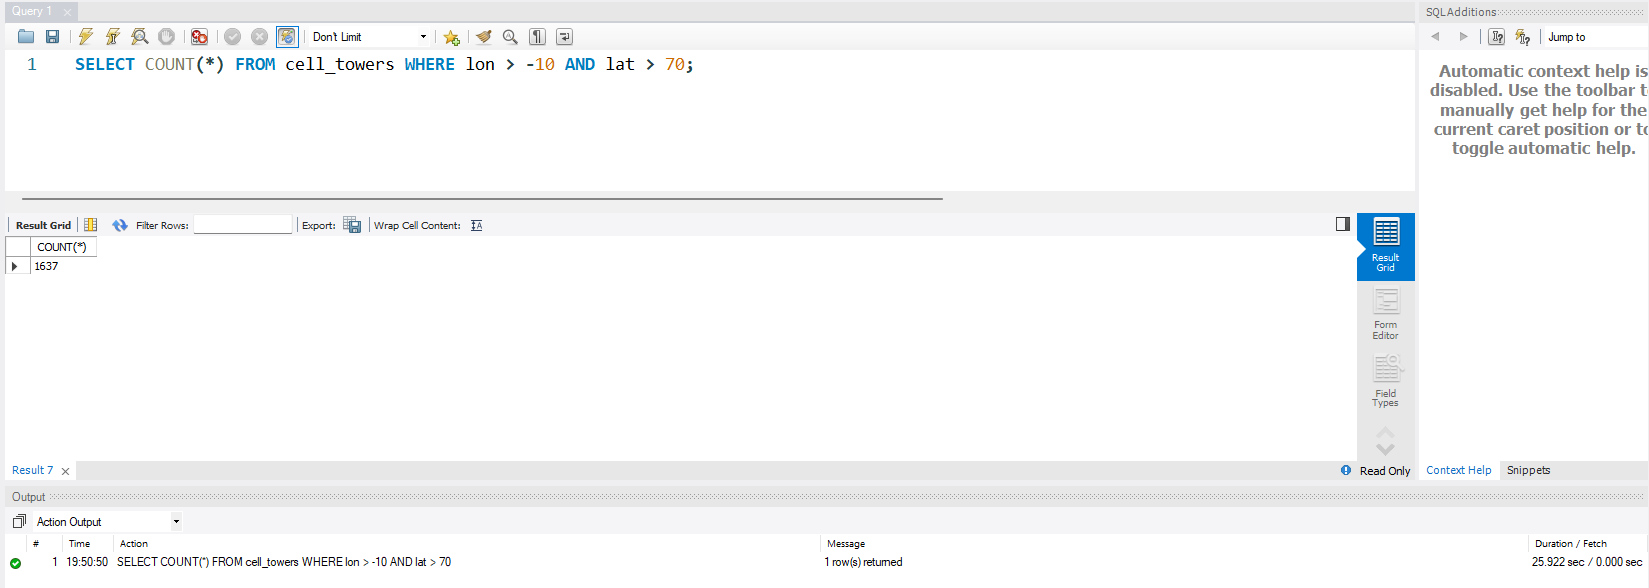 Query 1
SQLAdditions
Don't Limit
Jump to
1 SELECT COUNT(*) FROM cell_towers WHERE lon > -10 AND lat > 70;
Automatic context help is
disabled. Use the toolbar t
manually get help for the
current caret position or to
toggle automatic help.
Result Grid Filter Rows: Export: Wrap Cell Content:
COUNT(*)
1637
Result
Grid
Form
Editor
Field
Types
Result 7
Read Only
Context Help Snippets
Output
Action Output
# Time Action Message Duration / Fetch
1 19:50:50 SELECT COUNT(*) FROM cell_towers WHERE lon > -10 AND lat > 70 1 row(s) returned 25.922 sec / 0.000 sec